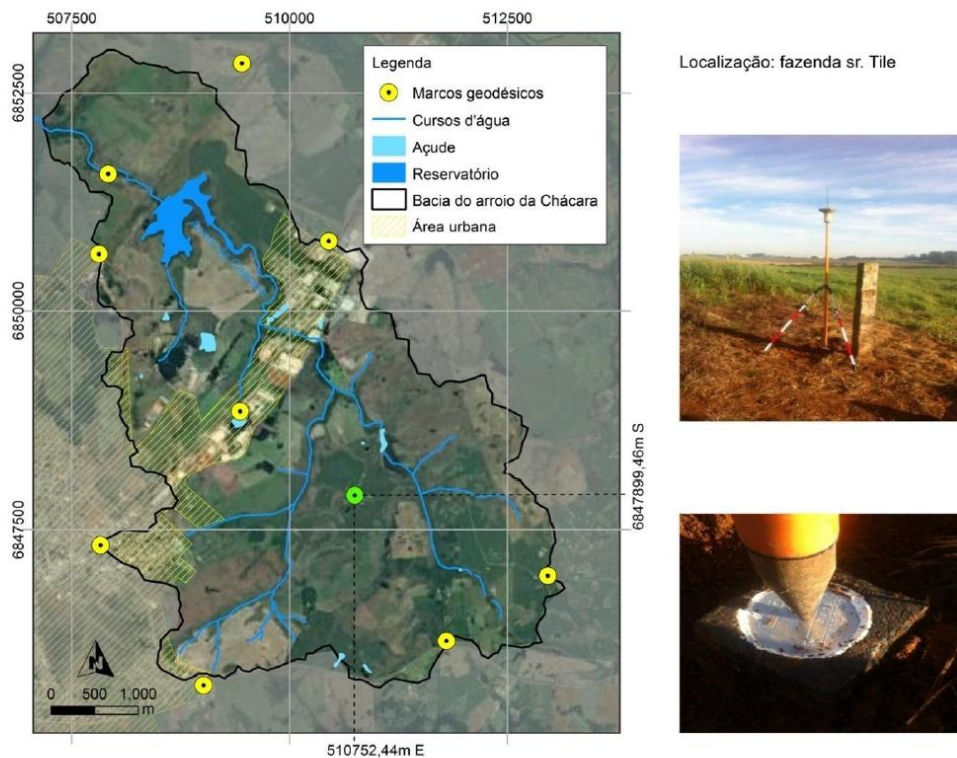 507500
510000
512500
Legenda
Marcos geodésicos
Cursos d'água
Açude
Reservatório
Bacia do arroio da Chácara
Área urbana
Localização: fazenda sr. Tile
6852500
6850000
6847500
6847899,46m S
N
0 500 1,000
m
510752,44m E